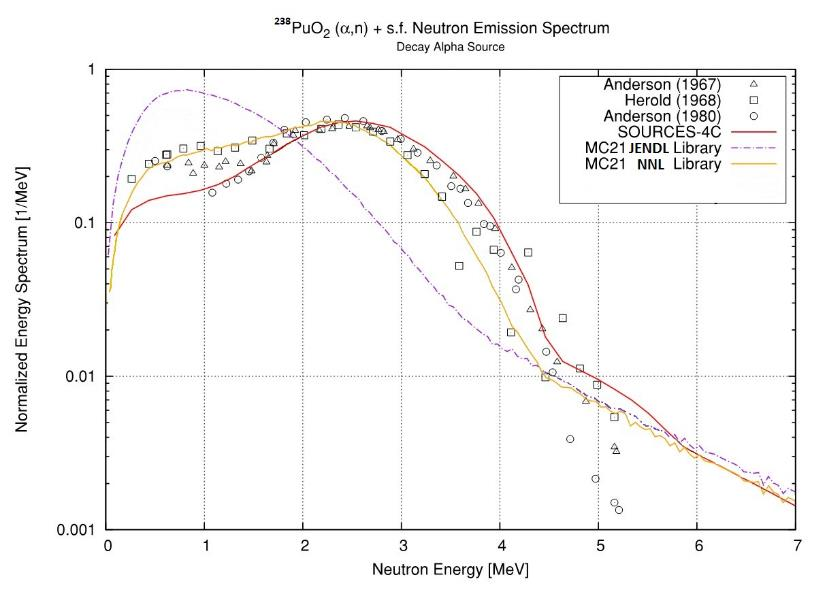 ²³⁸PuO₂ (α,n) + s.f. Neutron Emission Spectrum
Decay Alpha Source
Anderson (1967)
Herold (1968)
Anderson (1980)
SOURCES-4C
MC21 JENDL Library
MC21 NNL Library
Normalized Energy Spectrum [1/MeV]
1
0.1
0.01
0.001
0 1 2 3 4 5 6 7
Neutron Energy [MeV]